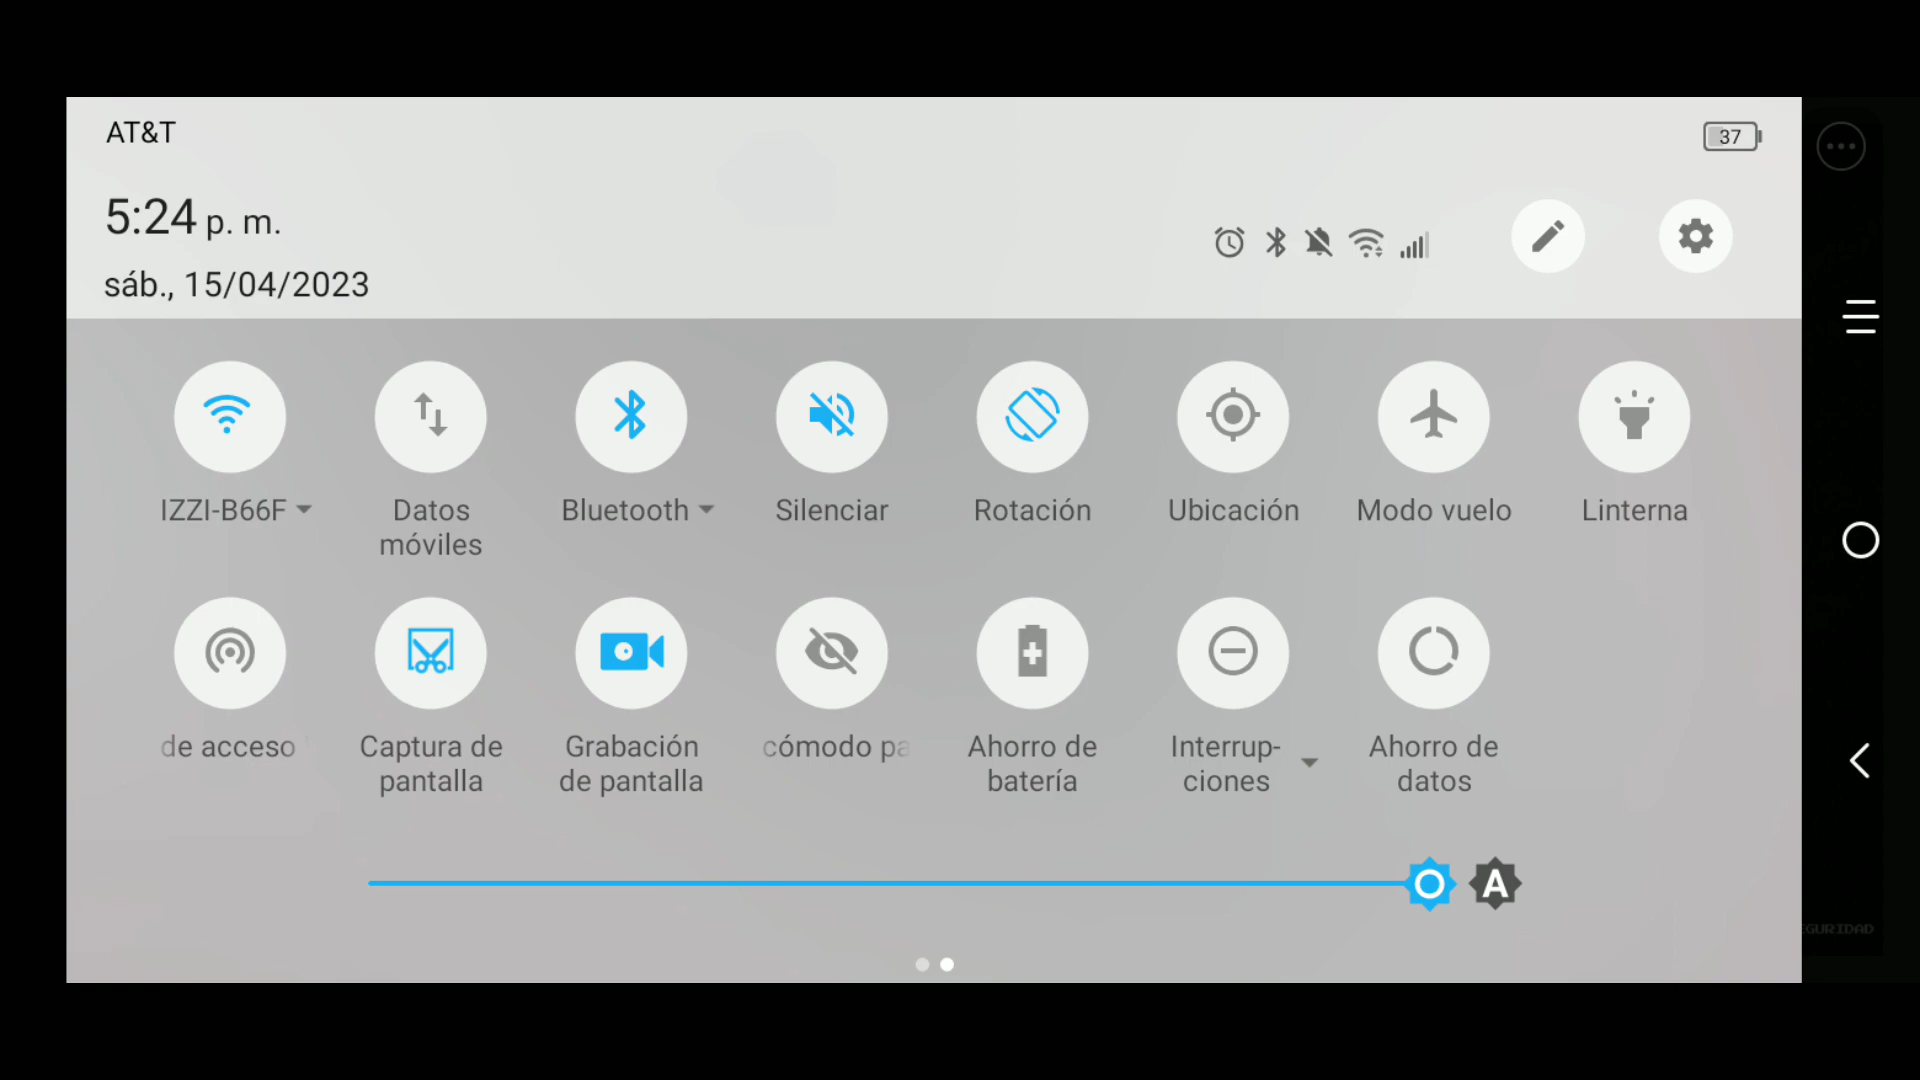 AT&T
37
5:24 p. m.
sáb., 15/04/2023
IZZI-B66F
Datos
móviles
Bluetooth
Silenciar
Rotación
Ubicación
Modo vuelo
Linterna
de acceso
Captura de
pantalla
Grabación
de pantalla
cómodo pa
Ahorro de
batería
Interrup-
ciones
Ahorro de
datos
A
GURIDAD